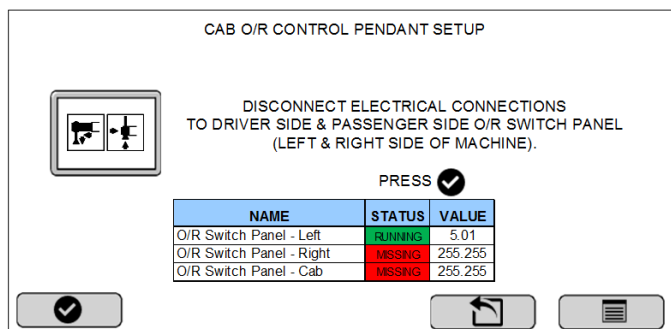 CAB O/R CONTROL PENDANT SETUP
DISCONNECT ELECTRICAL CONNECTIONS
TO DRIVER SIDE & PASSENGER SIDE O/R SWITCH PANEL
(LEFT & RIGHT SIDE OF MACHINE).
PRESS
NAME STATUS VALUE
O/R Switch Panel - Left RUNNING 5.01
O/R Switch Panel - Right MISSING 255.255
O/R Switch Panel - Cab MISSING 255.255